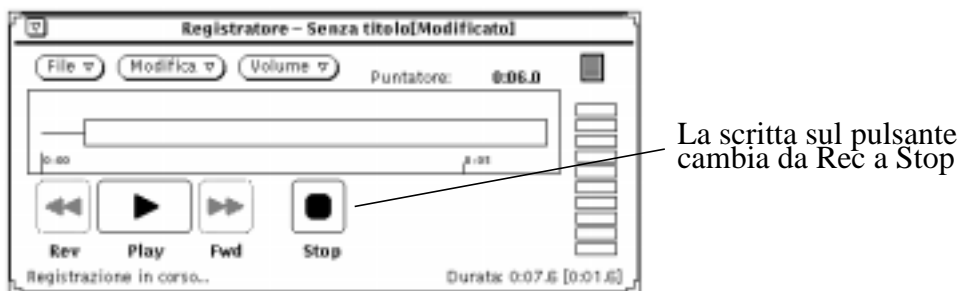 Registratore – Senza titolo[Modificato]
File Modifica Volume
Puntatore: 0:06.0
0:00 0:05
La scritta sul pulsante
cambia da Rec a Stop
Rev Play Fwd Stop
Registrazione in corso... Durata: 0:07.6 [0:01.6]